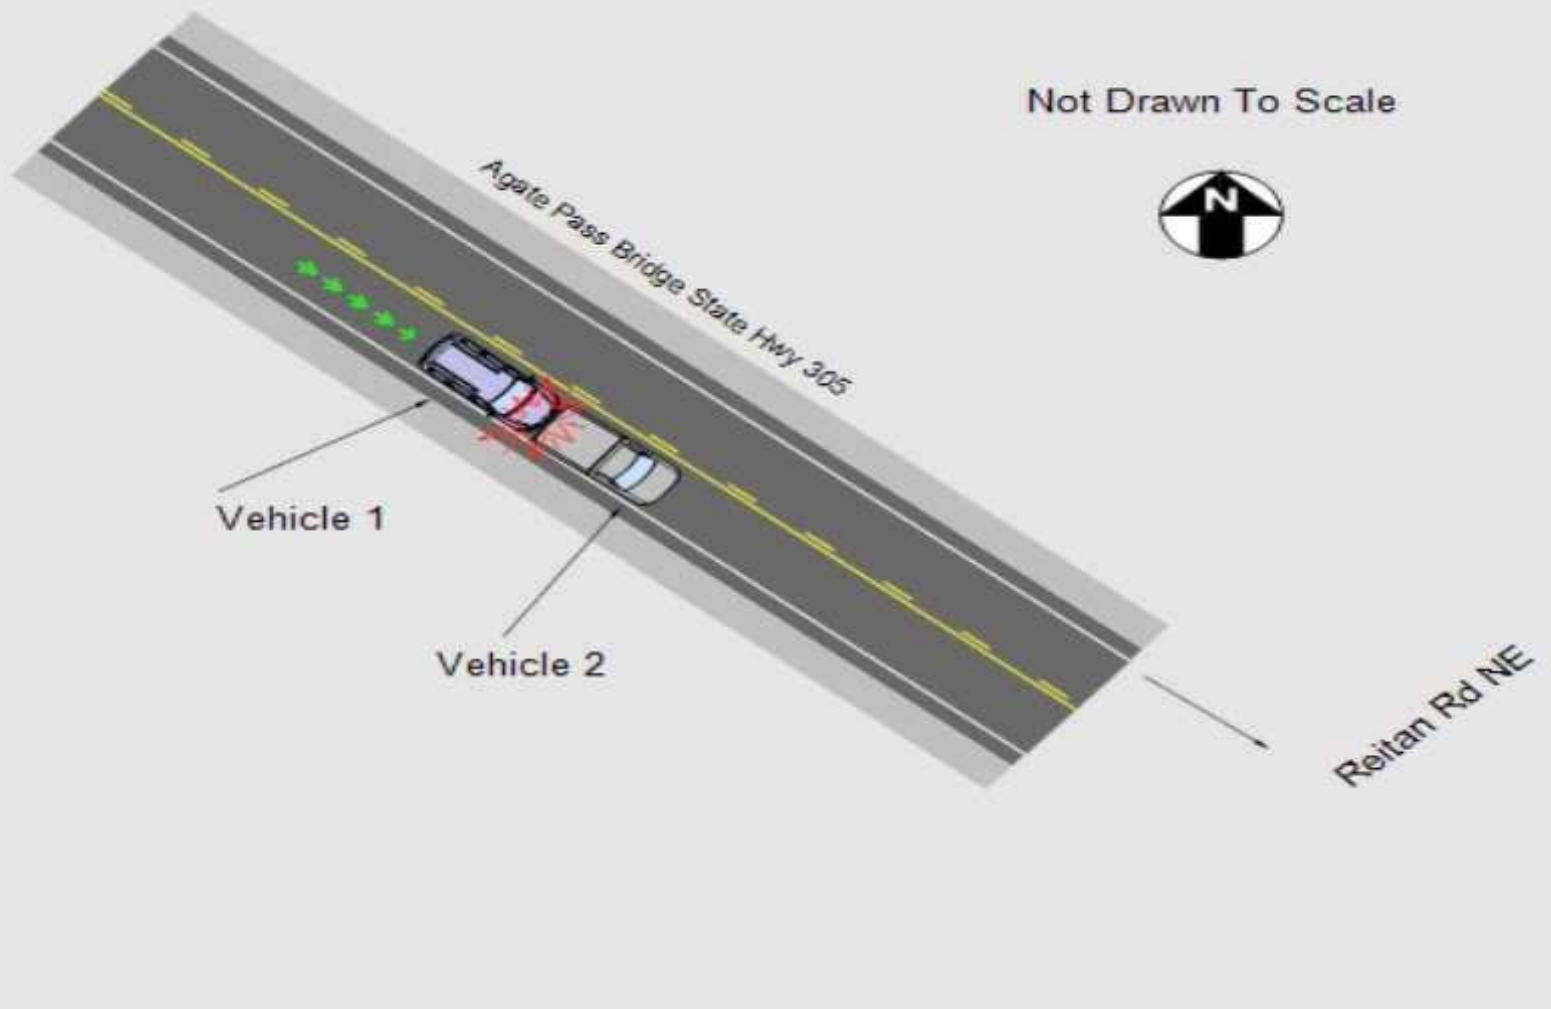 Not Drawn To Scale
N
Agate Pass Bridge State Hwy 305
Vehicle 1
Vehicle 2
Reitan Rd NE